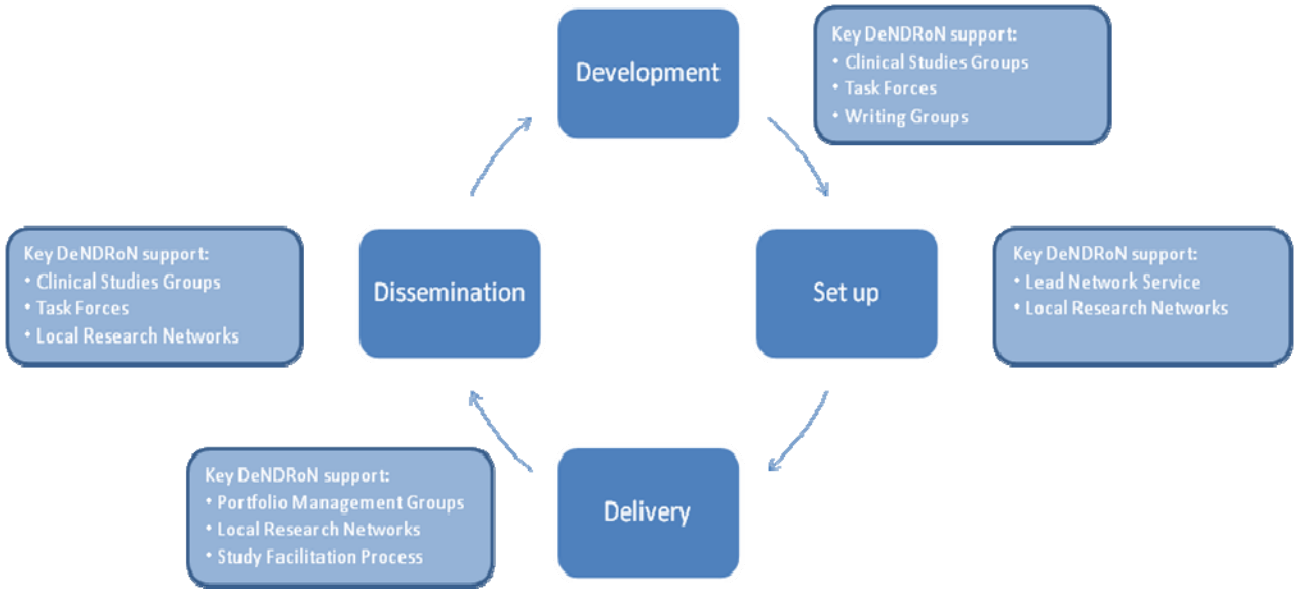 Development
Key DeNDRoN support:
• Clinical Studies Groups
• Task Forces
• Writing Groups
Key DeNDRoN support:
• Clinical Studies Groups
• Task Forces
• Local Research Networks
Dissemination
Set up
Key DeNDRoN support:
• Lead Network Service
• Local Research Networks
Key DeNDRoN support:
• Portfolio Management Groups
• Local Research Networks
• Study Facilitation Process
Delivery